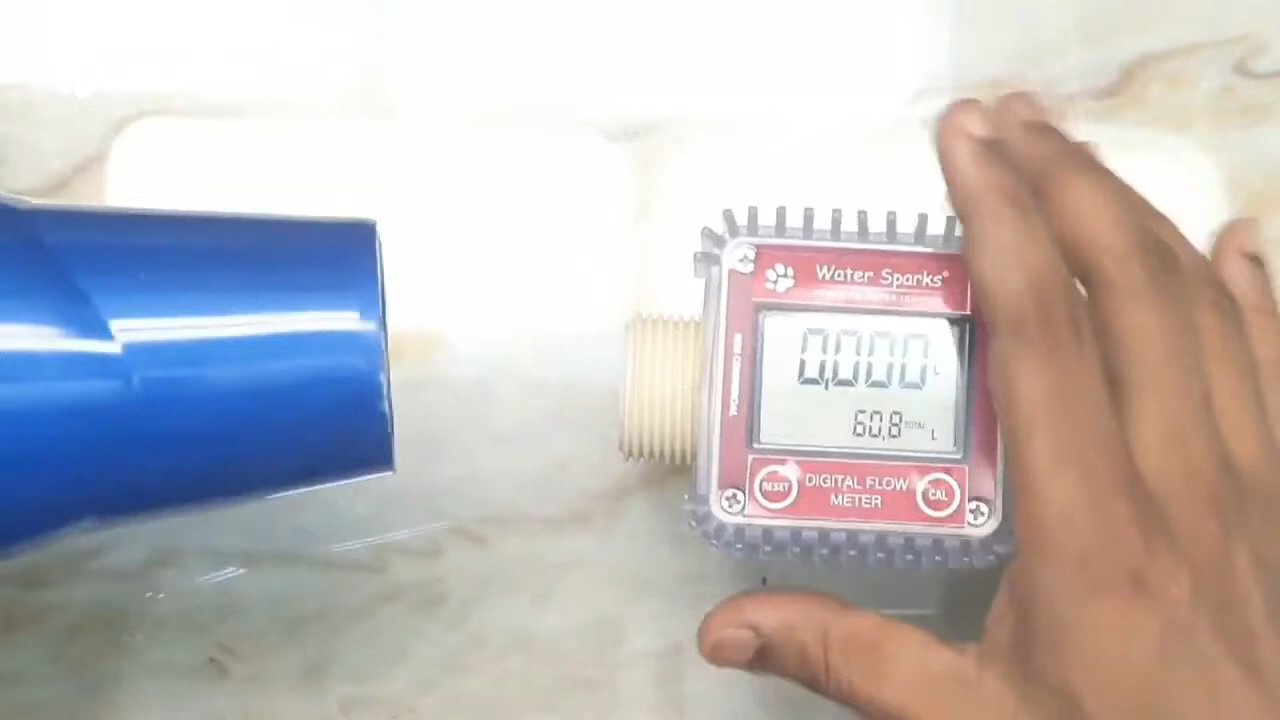 Water Sparks®
0,000 L
60,8 TOTAL L
RESET
DIGITAL FLOW
METER
CAL